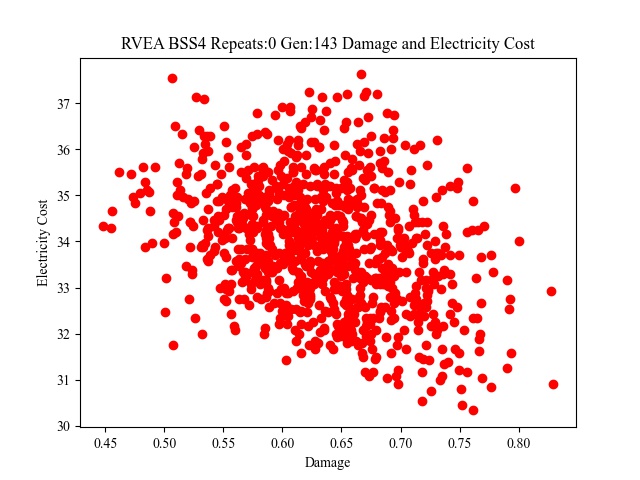 RVEA BSS4 Repeats:0 Gen:143 Damage and Electricity Cost
37
36
35
34
33
32
31
30
Electricity Cost
0.45 0.50 0.55 0.60 0.65 0.70 0.75 0.80
Damage